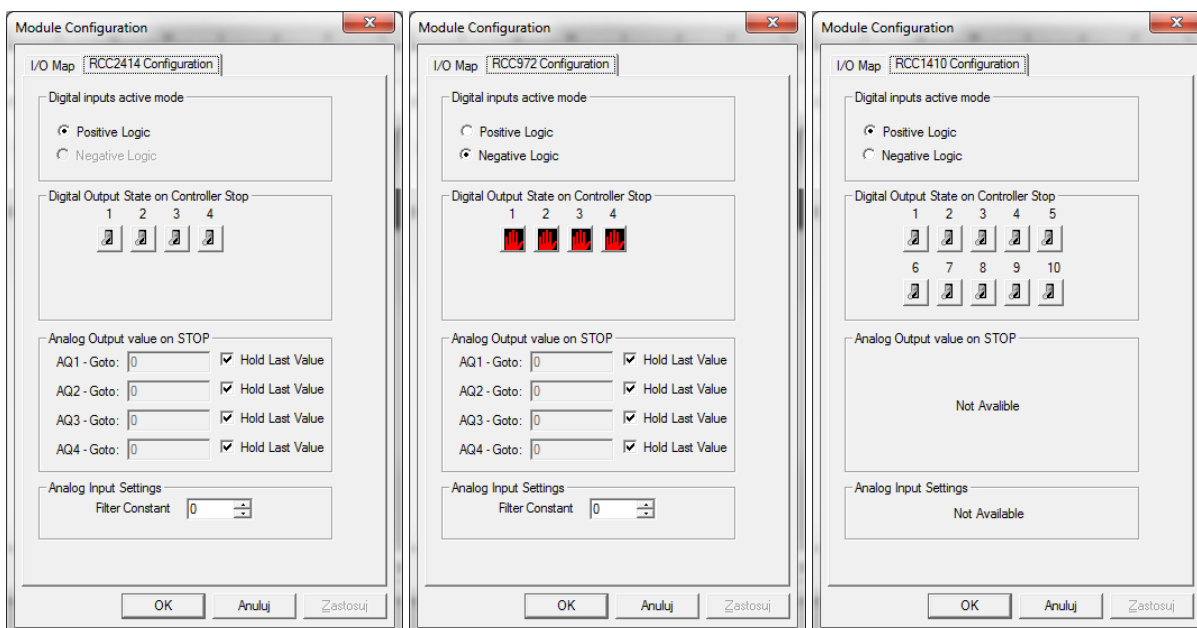 Module Configuration
I/O Map RCC2414 Configuration
Digital inputs active mode
Positive Logic
Negative Logic
Digital Output State on Controller Stop
1 2 3 4
Analog Output value on STOP
AQ1 - Goto: 0 Hold Last Value
AQ2 - Goto: 0 Hold Last Value
AQ3 - Goto: 0 Hold Last Value
AQ4 - Goto: 0 Hold Last Value
Analog Input Settings
Filter Constant 0
OK Anuluj Zastosuj
Module Configuration
I/O Map RCC972 Configuration
Digital inputs active mode
Positive Logic
Negative Logic
Digital Output State on Controller Stop
1 2 3 4
Analog Output value on STOP
AQ1 - Goto: 0 Hold Last Value
AQ2 - Goto: 0 Hold Last Value
AQ3 - Goto: 0 Hold Last Value
AQ4 - Goto: 0 Hold Last Value
Analog Input Settings
Filter Constant 0
OK Anuluj Zastosuj
Module Configuration
I/O Map RCC1410 Configuration
Digital inputs active mode
Positive Logic
Negative Logic
Digital Output State on Controller Stop
1 2 3 4 5
6 7 8 9 10
Analog Output value on STOP
Not Avalible
Analog Input Settings
Not Available
OK Anuluj Zastosuj